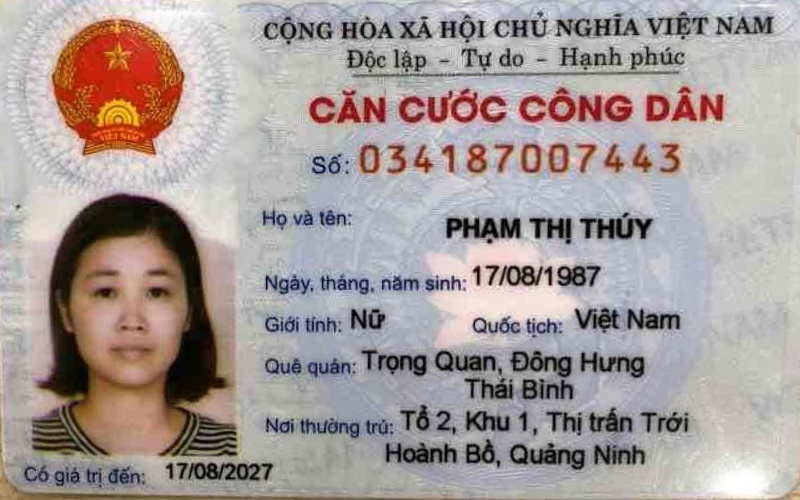 CỘNG HÒA XÃ HỘI CHỦ NGHĨA VIỆT NAM
Độc lập - Tự do - Hạnh phúc
CĂN CƯỚC CÔNG DÂN
Số: 034187007443
Họ và tên: PHẠM THỊ THÚY
Ngày, tháng, năm sinh: 17/08/1987
Giới tính: Nữ Quốc tịch: Việt Nam
Quê quán: Trọng Quan, Đông Hưng
Thái Bình
Nơi thường trú: Tổ 2, Khu 1, Thị trấn Trới
Hoành Bồ, Quảng Ninh
Có giá trị đến: 17/08/2027